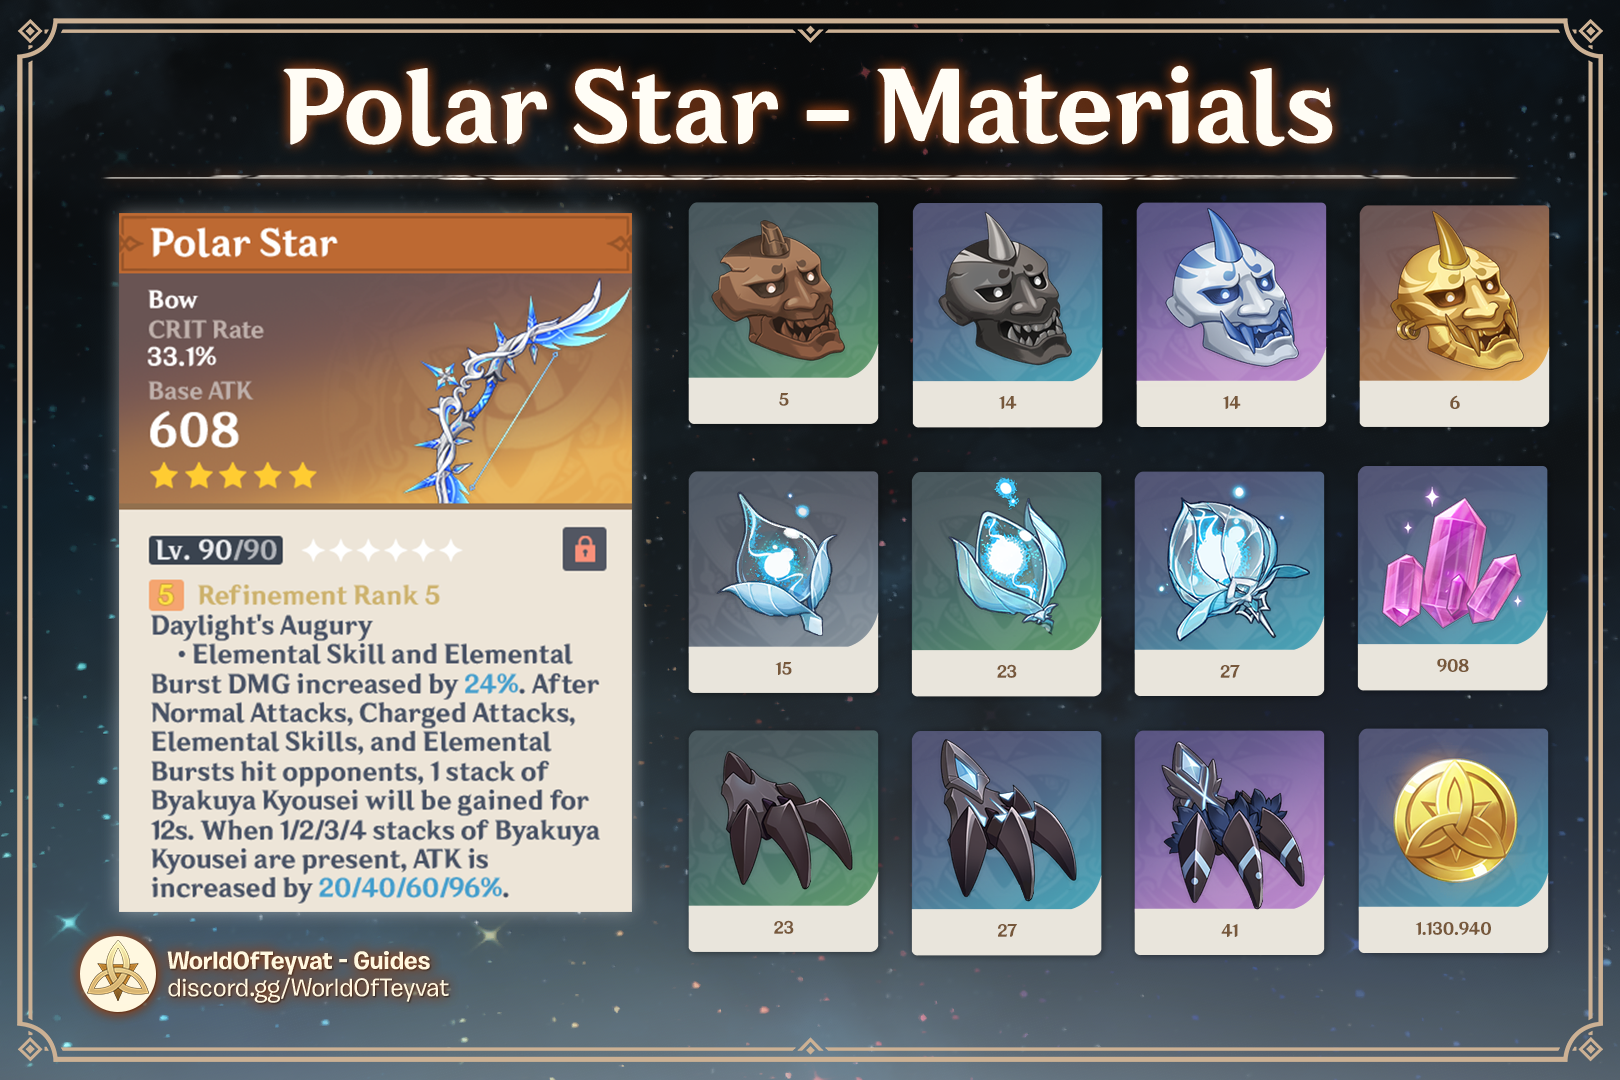 Polar Star – Materials
Polar Star
Bow
CRIT Rate
33.1%
Base ATK
608
Lv. 90/90
5 Refinement Rank 5
Daylight's Augury
• Elemental Skill and Elemental
Burst DMG increased by 24%. After
Normal Attacks, Charged Attacks,
Elemental Skills, and Elemental
Bursts hit opponents, 1 stack of
Byakuya Kyousei will be gained for
12s. When 1/2/3/4 stacks of Byakuya
Kyousei are present, ATK is
increased by 20/40/60/96%.
5
14
14
6
15
23
27
908
23
27
41
1.130.940
WorldOfTeyvat - Guides
discord.gg/WorldOfTeyvat